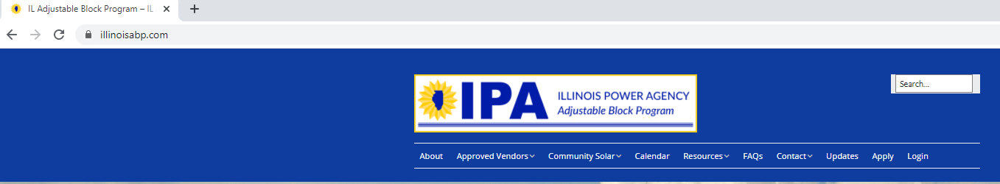 IL Adjustable Block Program – IL
illinoisabp.com
IPA ILLINOIS POWER AGENCY
Adjustable Block Program
Search...
About Approved Vendors Community Solar Calendar Resources FAQs Contact Updates Apply Login